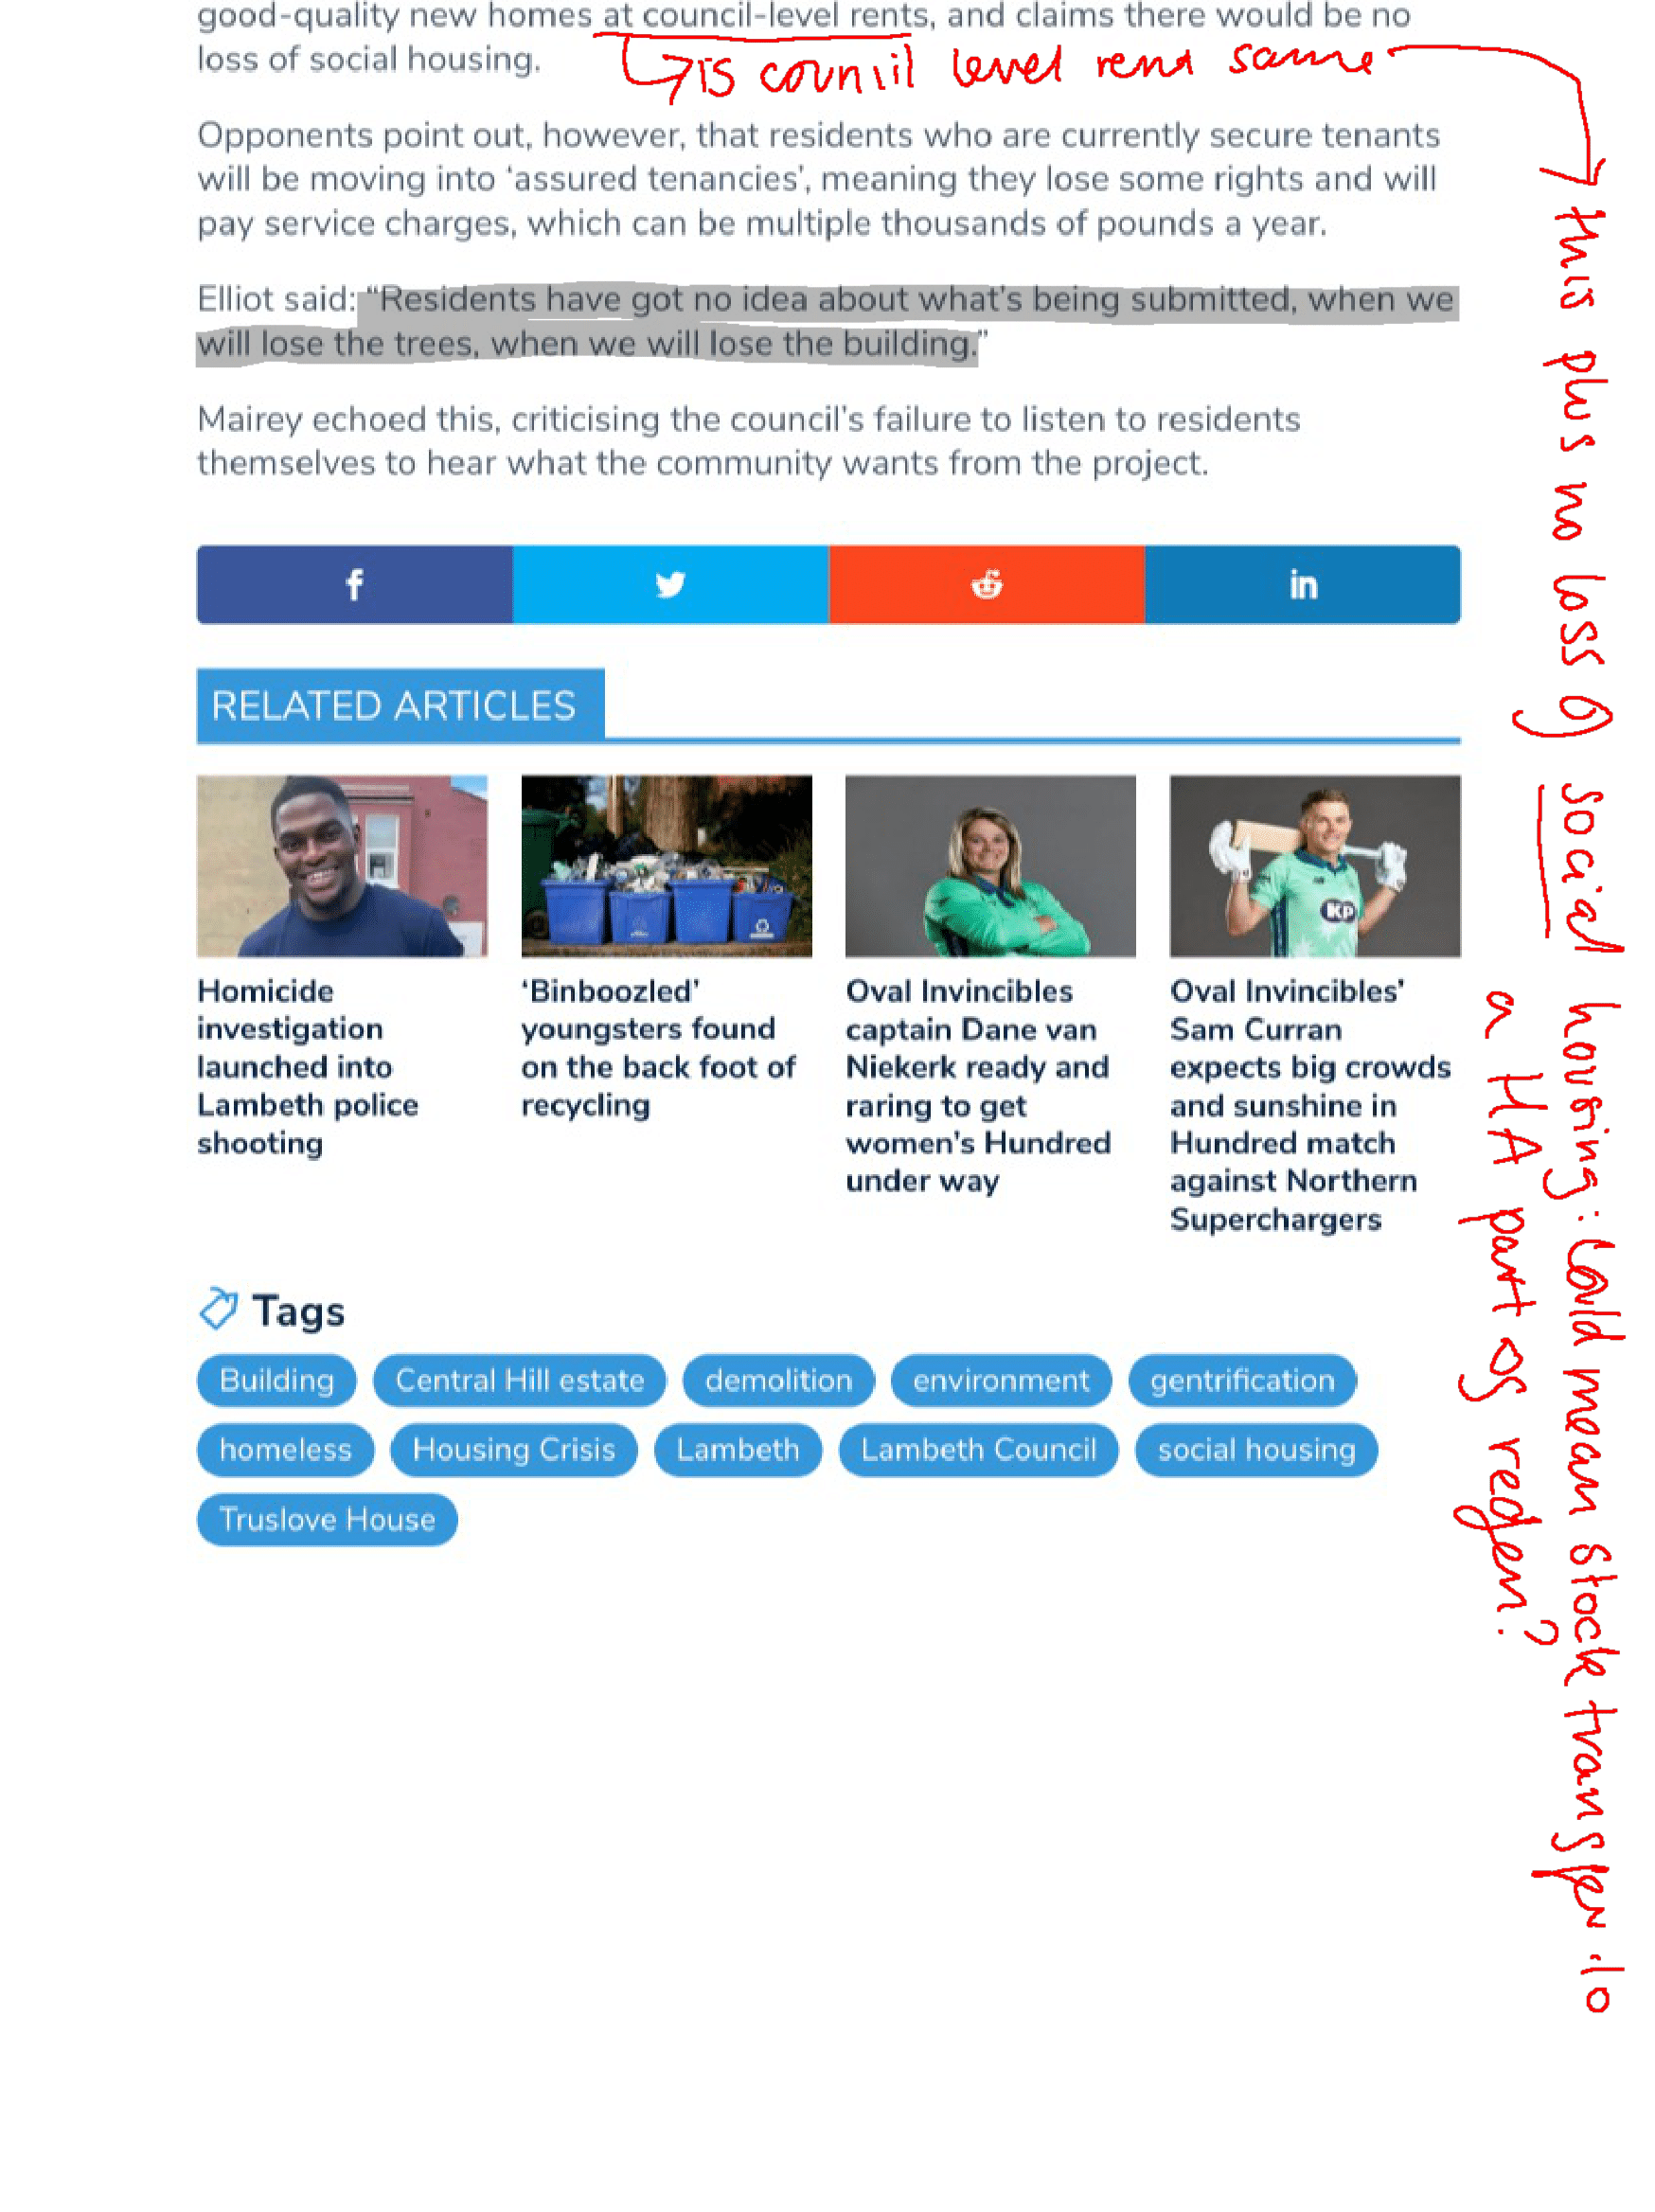 good-quality new homes at council-level rents, and claims there would be no
loss of social housing.
is council level rent same
Opponents point out, however, that residents who are currently secure tenants
will be moving into ‘assured tenancies’, meaning they lose some rights and will
pay service charges, which can be multiple thousands of pounds a year.
Elliot said: “Residents have got no idea about what's being submitted, when we
will lose the trees, when we will lose the building.”
Mairey echoed this, criticising the council's failure to listen to residents
themselves to hear what the community wants from the project.
this plus no loss of social housing: could mean stock transfer to
a HA part of regen?
f
in
RELATED ARTICLES
KP
Homicide
investigation
launched into
Lambeth police
shooting
‘Binboozled’
youngsters found
on the back foot of
recycling
Oval Invincibles
captain Dane van
Niekerk ready and
raring to get
women's Hundred
under way
Oval Invincibles’
Sam Curran
expects big crowds
and sunshine in
Hundred match
against Northern
Superchargers
Tags
Building Central Hill estate demolition environment gentrification
homeless Housing Crisis Lambeth Lambeth Council social housing
Truslove House